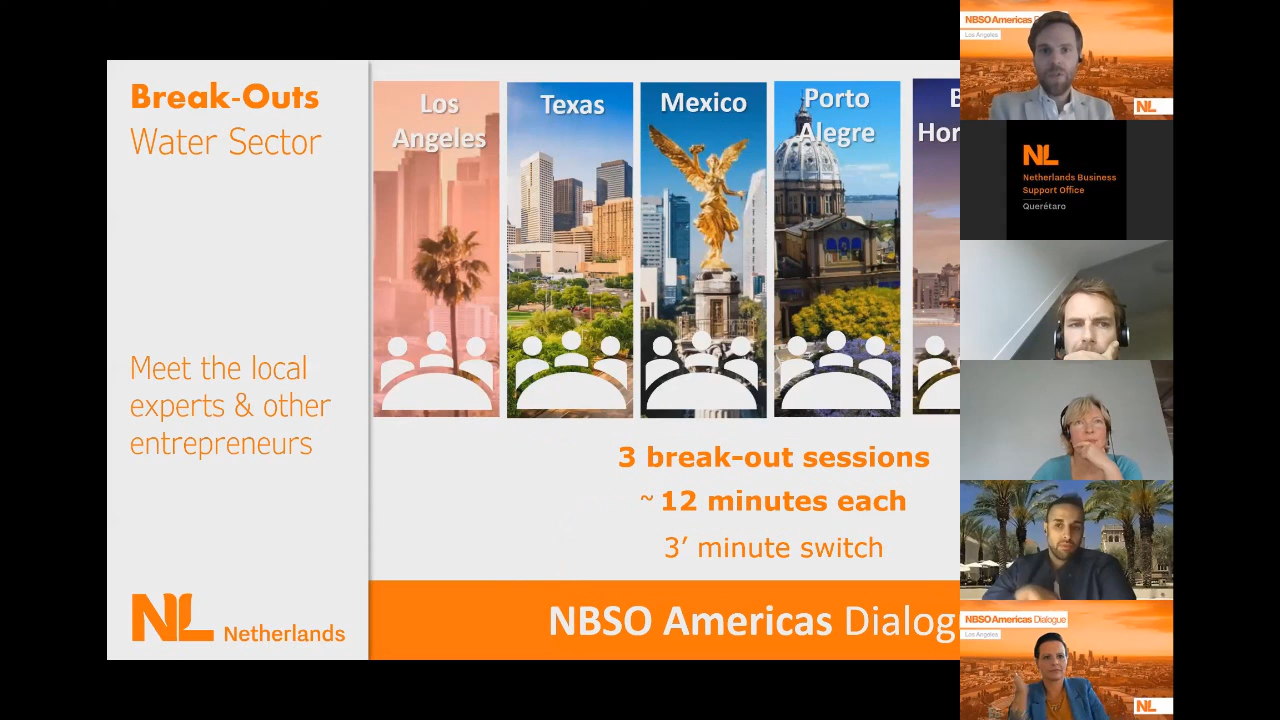 Break-Outs
Water Sector
Meet the local
experts & other
entrepreneurs
NL Netherlands
Los
Angeles
Texas
Mexico
Porto
Alegre
B
Hor
3 break-out sessions
~ 12 minutes each
3’ minute switch
NBSO Americas Dialog
NBSO Americas D
Los Angeles
NL
NL
Netherlands Business
Support Office
Querétaro
NBSO Americas Dialogue
Los Angeles
NL